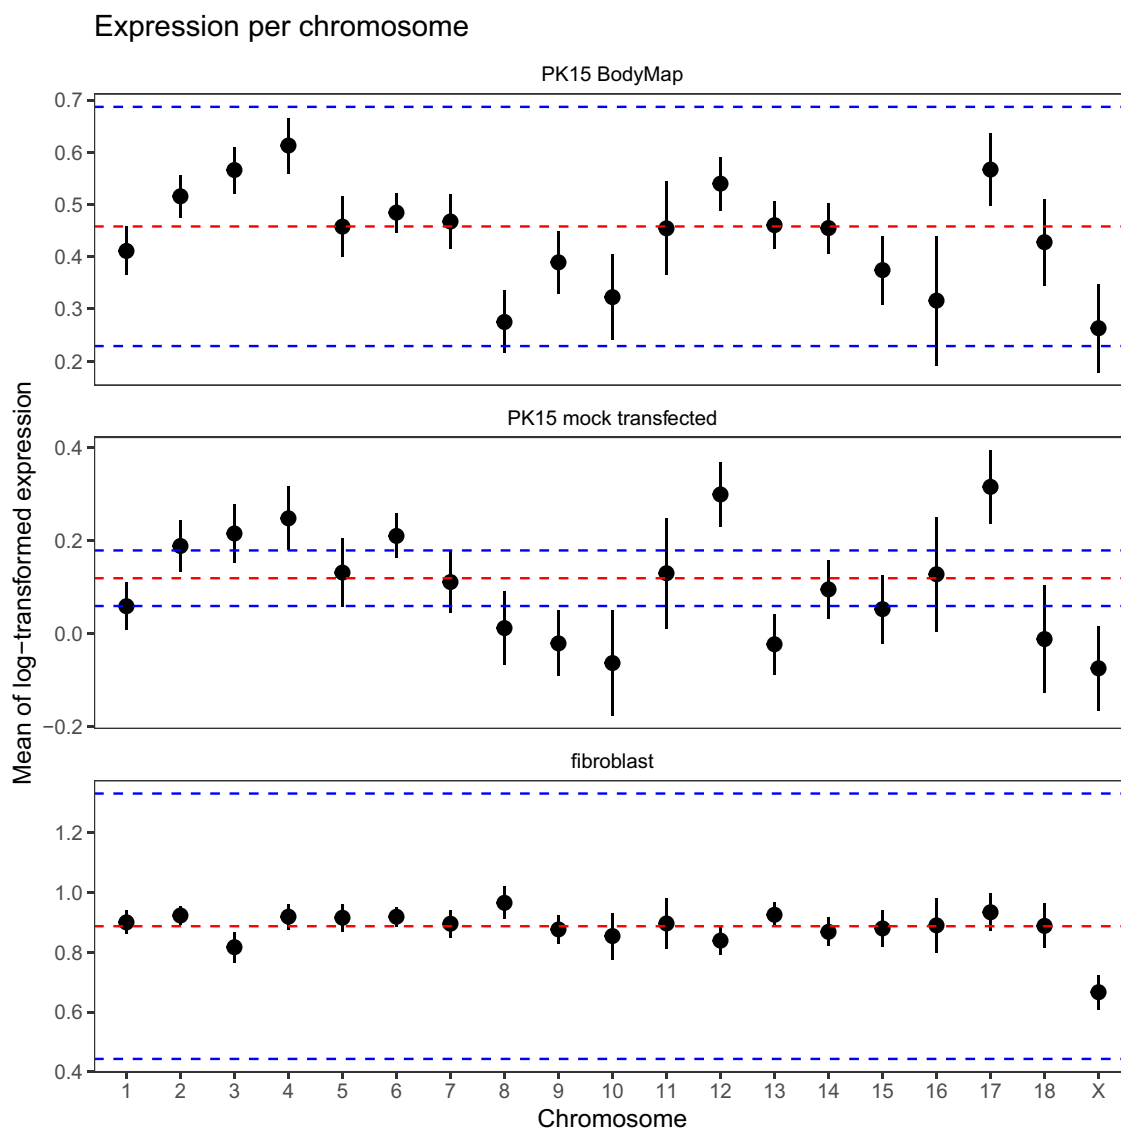 Expression per chromosome
PK15 BodyMap
0.7
0.6
0.5
0.4
0.3
0.2
PK15 mock transfected
0.4
0.2
0.0
−0.2
Mean of log−transformed expression
fibroblast
1.2
1.0
0.8
0.6
0.4
1 2 3 4 5 6 7 8 9 10 11 12 13 14 15 16 17 18 X
Chromosome